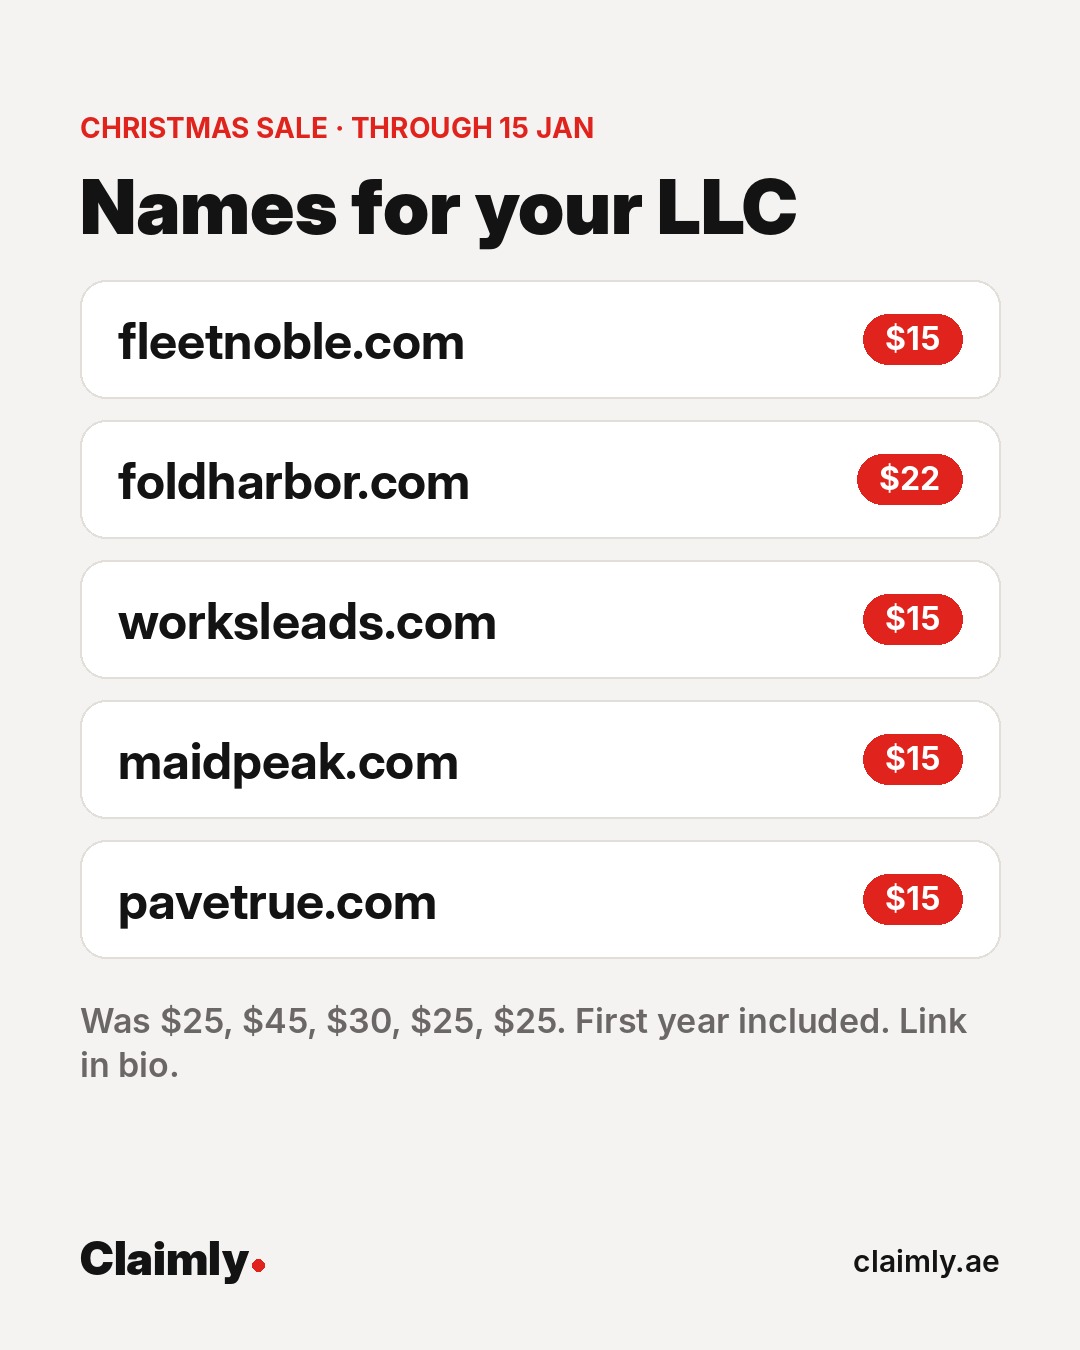 CHRISTMAS SALE · THROUGH 15 JAN
Names for your LLC
fleetnoble.com $15
foldharbor.com $22
worksleads.com $15
maidpeak.com $15
pavetrue.com $15
Was $25, $45, $30, $25, $25. First year included. Link
in bio.
Claimly. claimly.ae